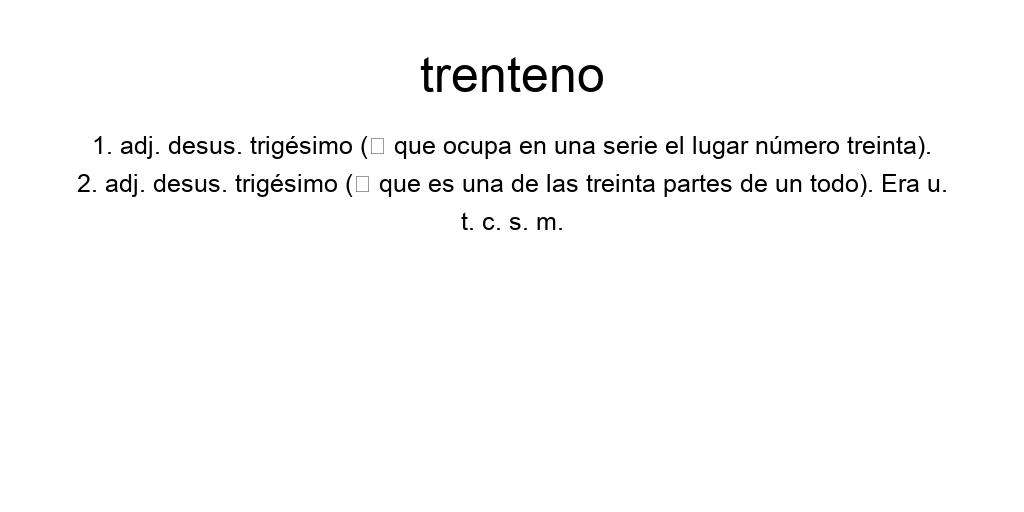 trenteno
1. adj. desus. trigésimo (▯ que ocupa en una serie el lugar número treinta).
2. adj. desus. trigésimo (▯ que es una de las treinta partes de un todo). Era u.
t. c. s. m.